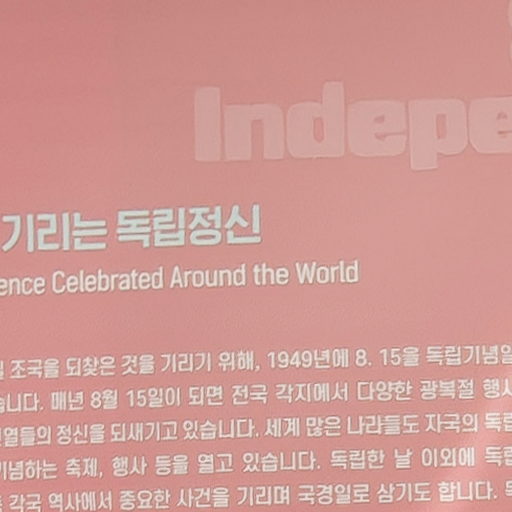 Indepe
기리는 독립정신
ence Celebrated Around the World
조국을 되찾은 것을 기리기 위해, 1949년에 8. 15을 독립기념일
습니다. 매년 8월 15일이 되면 전국 각지에서 다양한 광복절 행사
선열들의 정신을 되새기고 있습니다. 세계 많은 나라들도 자국의 독립
기념하는 축제, 행사 등을 열고 있습니다. 독립한 날 이외에 독립
각국 역사에서 중요한 사건을 기리며 국경일로 삼기도 합니다.